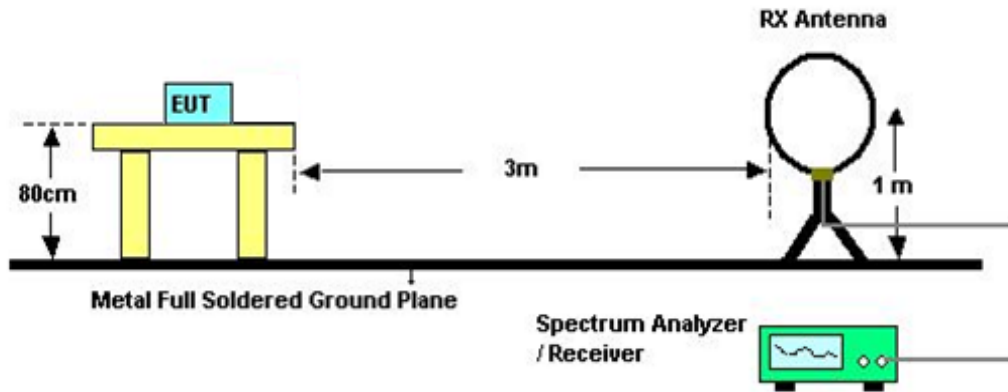 RX Antenna
EUT
3m
80cm
1 m
Metal Full Soldered Ground Plane
Spectrum Analyzer
/ Receiver